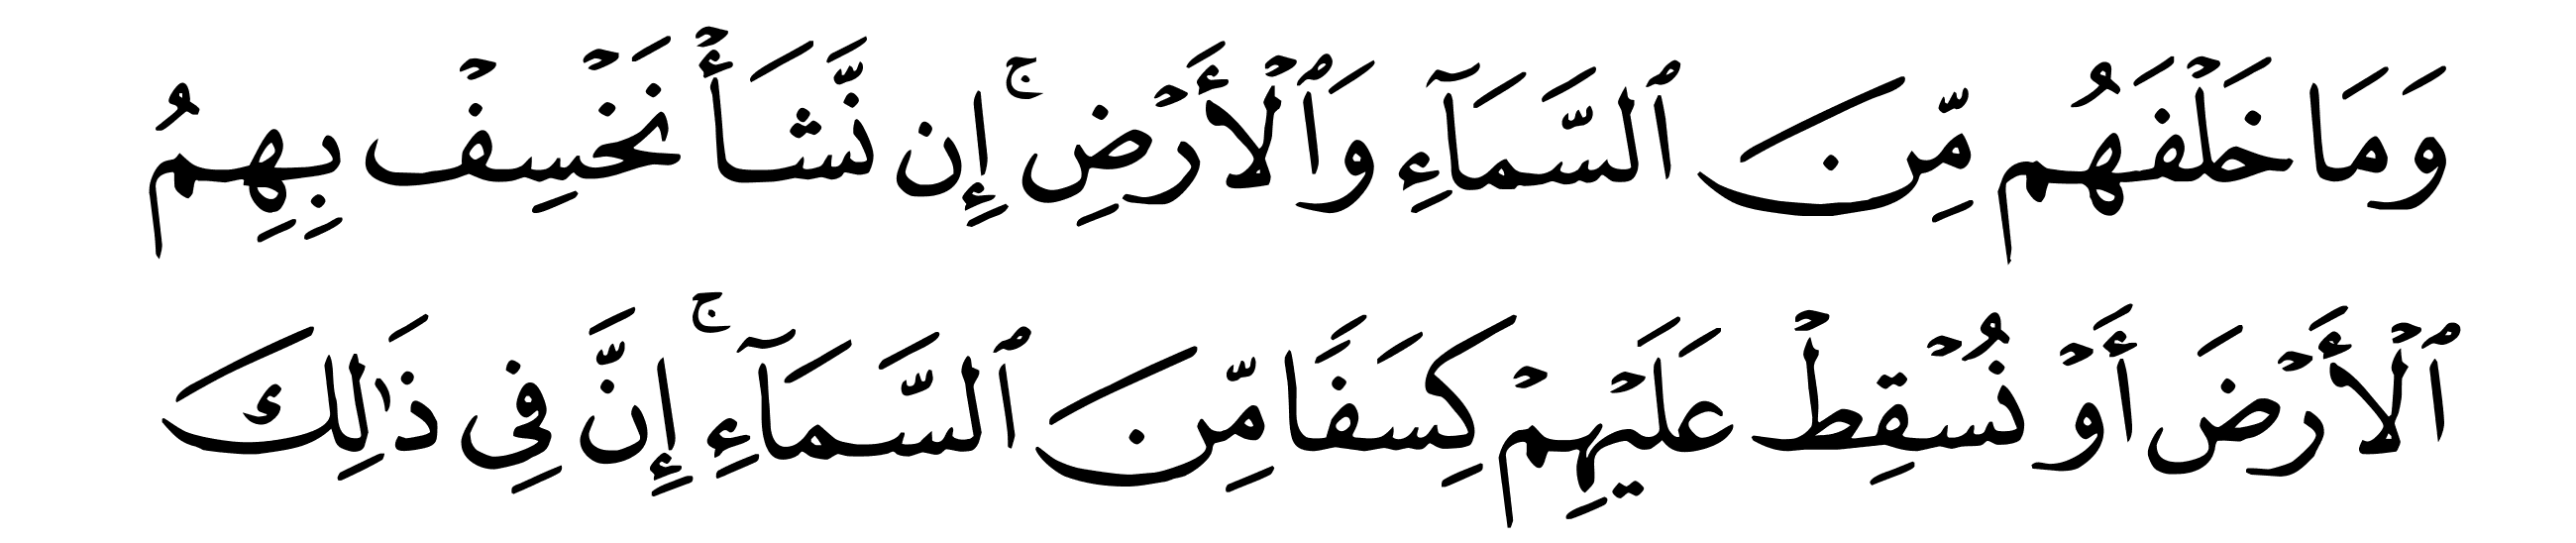 وَمَا خَلْفَهُم مِّنَ ٱلسَّمَآءِ وَٱلْأَرْضِ ۚ إِن نَّشَأْ نَخْسِفْ بِهِمُ
ٱلْأَرْضَ أَوْ نُسْقِطْ عَلَيْهِمْ كِسَفًا مِّنَ ٱلسَّمَآءِ ۚ إِنَّ فِى ذَٰلِكَ